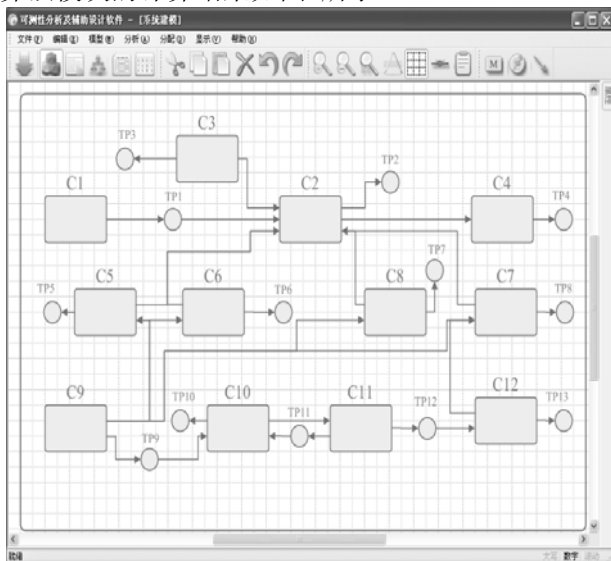 可测性分析及辅助设计软件 - [系统建模]
文件(F) 编辑(E) 模型(M) 分析(A) 分配(D) 显示(V) 帮助(H)
M
C3
TP3
TP2
C1
TP1
C2
C4
TP4
TP7
C5
C6
C8
C7
TP5
TP6
TP8
C9
C10
C11
C12
TP10
TP11
TP12
TP13
TP9
就绪
大写 数字